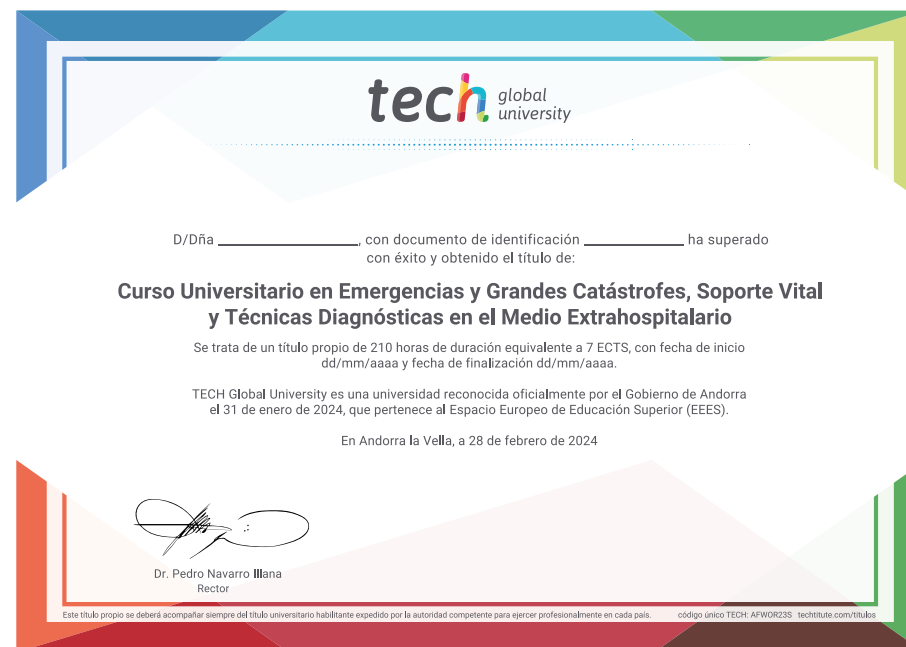 tech global university
D/Dña ____________________, con documento de identificación ______________ ha superado
con éxito y obtenido el título de:
Curso Universitario en Emergencias y Grandes Catástrofes, Soporte Vital
y Técnicas Diagnósticas en el Medio Extrahospitalario
Se trata de un título propio de 210 horas de duración equivalente a 7 ECTS, con fecha de inicio
dd/mm/aaaa y fecha de finalización dd/mm/aaaa.
TECH Global University es una universidad reconocida oficialmente por el Gobierno de Andorra
el 31 de enero de 2024, que pertenece al Espacio Europeo de Educación Superior (EEES).
En Andorra la Vella, a 28 de febrero de 2024
Dr. Pedro Navarro Illana
Rector
Este título propio se deberá acompañar siempre del título universitario habilitante expedido por la autoridad competente para ejercer profesionalmente en cada país. código único TECH: AFWOR23S techtitute.com/titulos